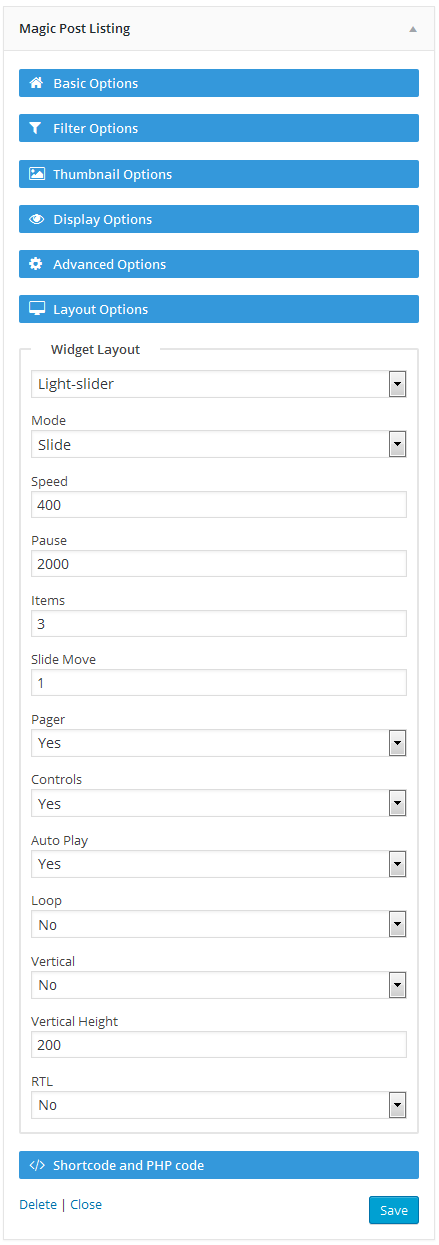 Magic Post Listing
Basic Options
Filter Options
Thumbnail Options
Display Options
Advanced Options
Layout Options
Widget Layout
Light-slider
Mode
Slide
Speed
400
Pause
2000
Items
3
Slide Move
1
Pager
Yes
Controls
Yes
Auto Play
Yes
Loop
No
Vertical
No
Vertical Height
200
RTL
No
</> Shortcode and PHP code
Delete | Close
Save